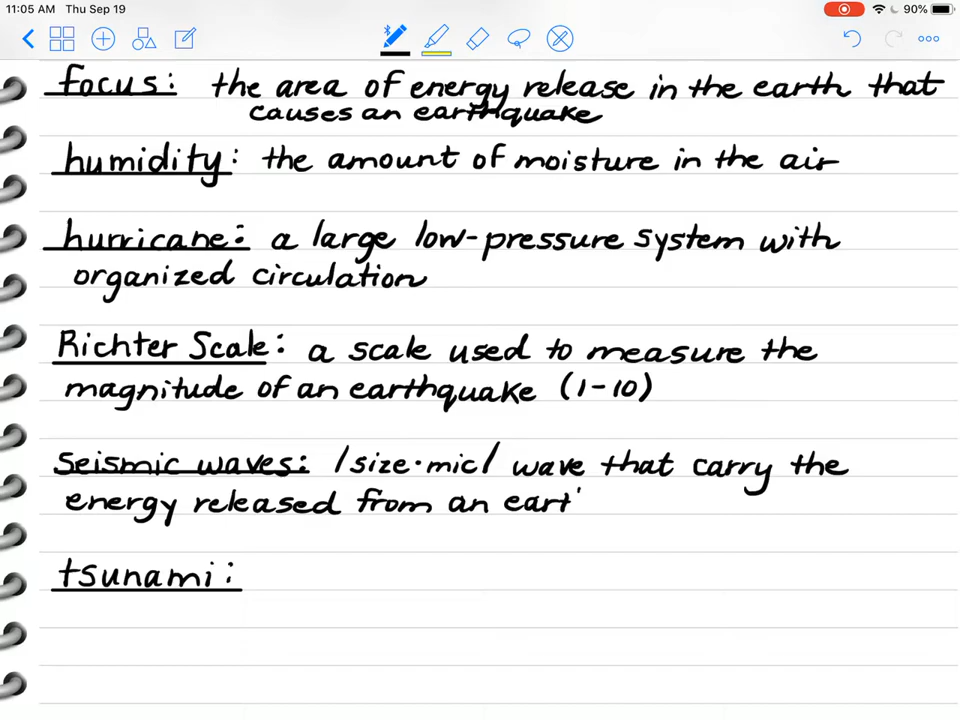 11:05 AM Thu Sep 19 90%
focus: the area of energy release in the earth that
causes an earthquake
humidity: the amount of moisture in the air
hurricane: a large low-pressure system with
organized circulation
Richter Scale: a scale used to measure the
magnitude of an earthquake (1-10)
seismic waves: /size·mic/ wave that carry the
energy released from an eart'
tsunami: